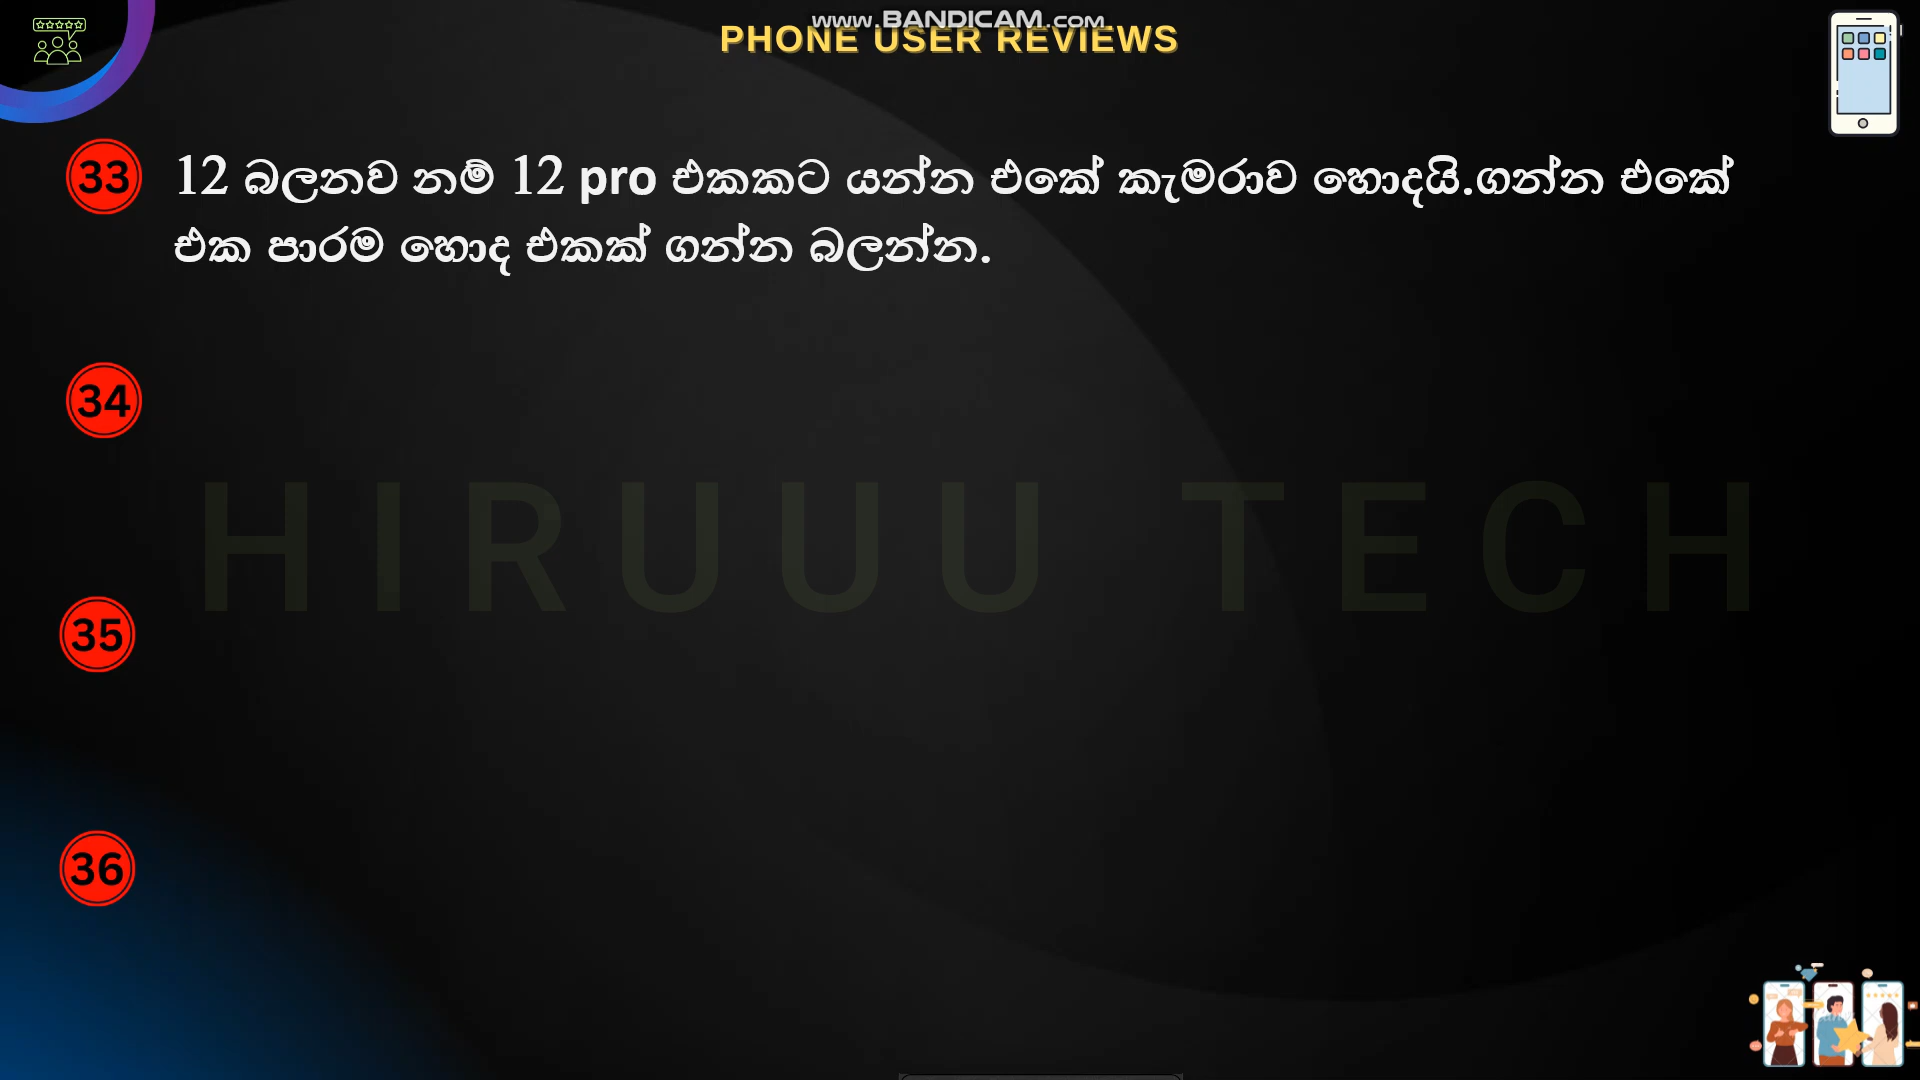 www.BANDICAM.com
PHONE USER REVIEWS
33
12 බලනව නම් 12 pro එකකට යන්න එකේ කැමරාව හොදයි.ගන්න එකේ
එක පාරම හොද එකක් ගන්න බලන්න.
34
HIRUUU TECH
35
36